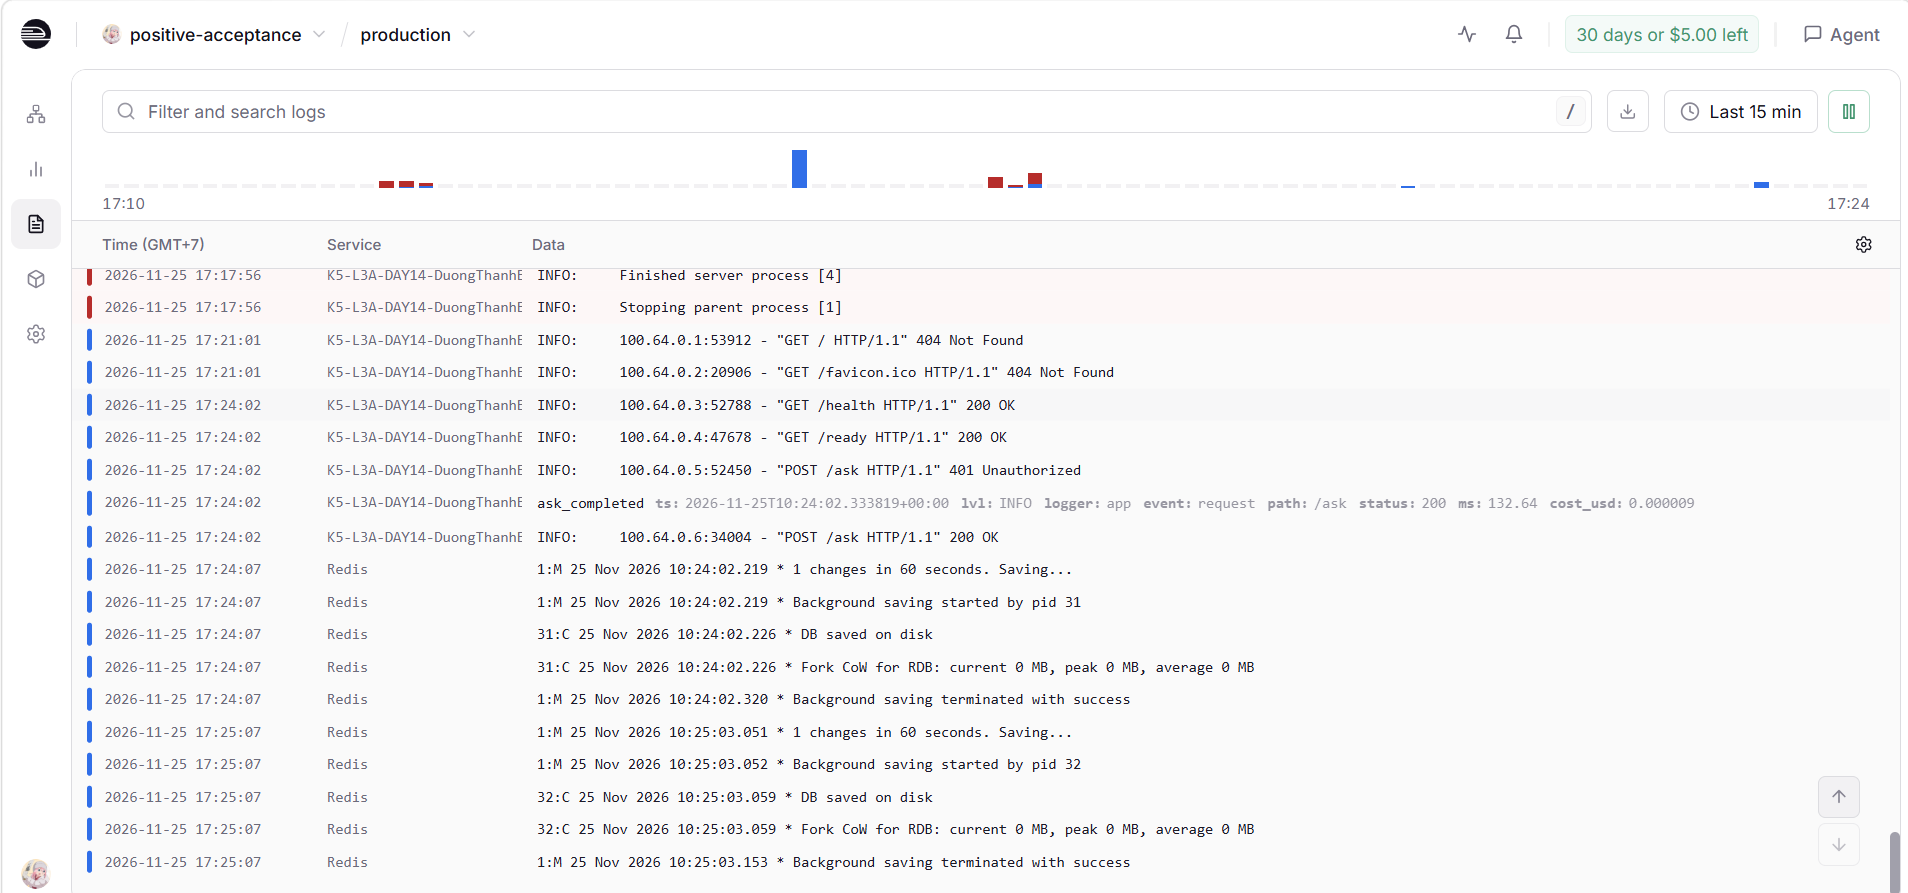 positive-acceptance / production 30 days or $5.00 left Agent
Filter and search logs / Last 15 min
17:10 17:24
Time (GMT+7) Service Data
2026-11-25 17:17:56 K5-L3A-DAY14-DuongThanhE INFO: Finished server process [4]
2026-11-25 17:17:56 K5-L3A-DAY14-DuongThanhE INFO: Stopping parent process [1]
2026-11-25 17:21:01 K5-L3A-DAY14-DuongThanhE INFO: 100.64.0.1:53912 - "GET / HTTP/1.1" 404 Not Found
2026-11-25 17:21:01 K5-L3A-DAY14-DuongThanhE INFO: 100.64.0.2:20906 - "GET /favicon.ico HTTP/1.1" 404 Not Found
2026-11-25 17:24:02 K5-L3A-DAY14-DuongThanhE INFO: 100.64.0.3:52788 - "GET /health HTTP/1.1" 200 OK
2026-11-25 17:24:02 K5-L3A-DAY14-DuongThanhE INFO: 100.64.0.4:47678 - "GET /ready HTTP/1.1" 200 OK
2026-11-25 17:24:02 K5-L3A-DAY14-DuongThanhE INFO: 100.64.0.5:52450 - "POST /ask HTTP/1.1" 401 Unauthorized
2026-11-25 17:24:02 K5-L3A-DAY14-DuongThanhE ask_completed ts: 2026-11-25T10:24:02.333819+00:00 lvl: INFO logger: app event: request path: /ask status: 200 ms: 132.64 cost_usd: 0.000009
2026-11-25 17:24:02 K5-L3A-DAY14-DuongThanhE INFO: 100.64.0.6:34004 - "POST /ask HTTP/1.1" 200 OK
2026-11-25 17:24:07 Redis 1:M 25 Nov 2026 10:24:02.219 * 1 changes in 60 seconds. Saving...
2026-11-25 17:24:07 Redis 1:M 25 Nov 2026 10:24:02.219 * Background saving started by pid 31
2026-11-25 17:24:07 Redis 31:C 25 Nov 2026 10:24:02.226 * DB saved on disk
2026-11-25 17:24:07 Redis 31:C 25 Nov 2026 10:24:02.226 * Fork CoW for RDB: current 0 MB, peak 0 MB, average 0 MB
2026-11-25 17:24:07 Redis 1:M 25 Nov 2026 10:24:02.320 * Background saving terminated with success
2026-11-25 17:25:07 Redis 1:M 25 Nov 2026 10:25:03.051 * 1 changes in 60 seconds. Saving...
2026-11-25 17:25:07 Redis 1:M 25 Nov 2026 10:25:03.052 * Background saving started by pid 32
2026-11-25 17:25:07 Redis 32:C 25 Nov 2026 10:25:03.059 * DB saved on disk
2026-11-25 17:25:07 Redis 32:C 25 Nov 2026 10:25:03.059 * Fork CoW for RDB: current 0 MB, peak 0 MB, average 0 MB
2026-11-25 17:25:07 Redis 1:M 25 Nov 2026 10:25:03.153 * Background saving terminated with success